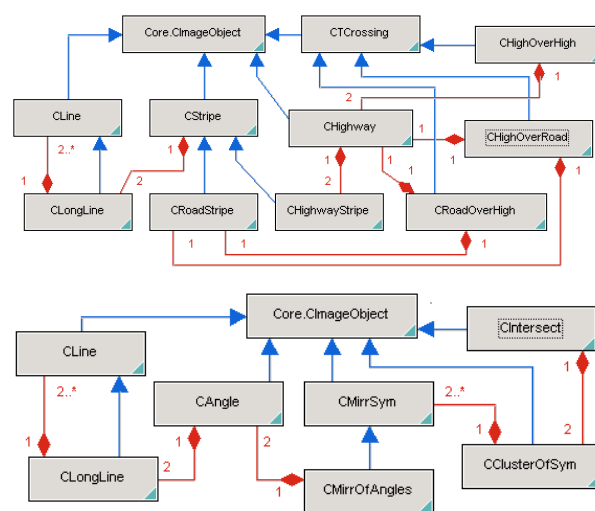 Core.CImageObject
CTCrossing
CHighOverHigh
1
2
CLine
CStripe
CHighway
1
1
CHighOverRoad
2..*
1
1
1
1
1
2
2
CLongLine
CRoadStripe
CHighwayStripe
CRoadOverHigh
1
1
1
1
Core.CImageObject
CIntersect
CLine
1
2..*
CAngle
CMirrSym
2..*
1
1
2
1
2
CClusterOfSym
CLongLine
2
1
CMirrOfAngles